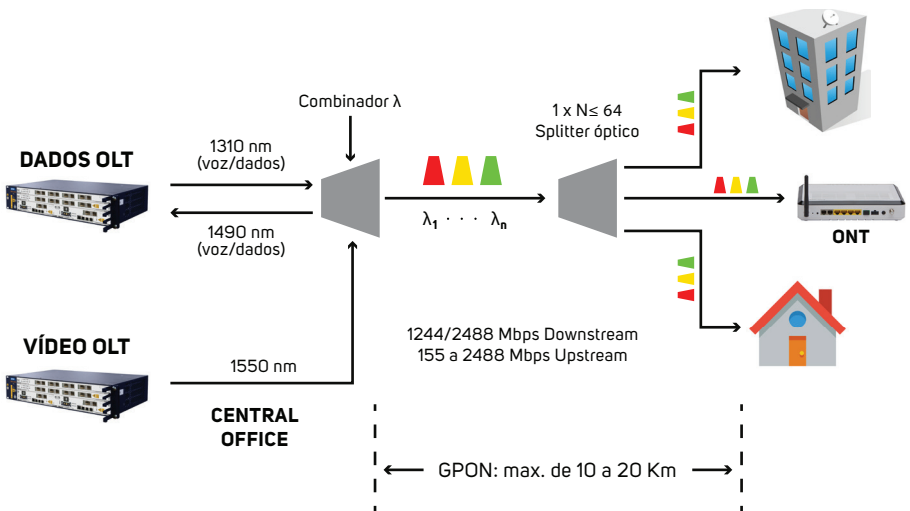 Combinador λ
1 x N≤ 64
Splitter óptico
DADOS OLT
1310 nm
(voz/dados)
1490 nm
(voz/dados)
λ1 · · · λn
ONT
1244/2488 Mbps Downstream
155 a 2488 Mbps Upstream
VÍDEO OLT
1550 nm
CENTRAL
OFFICE
GPON: max. de 10 a 20 Km